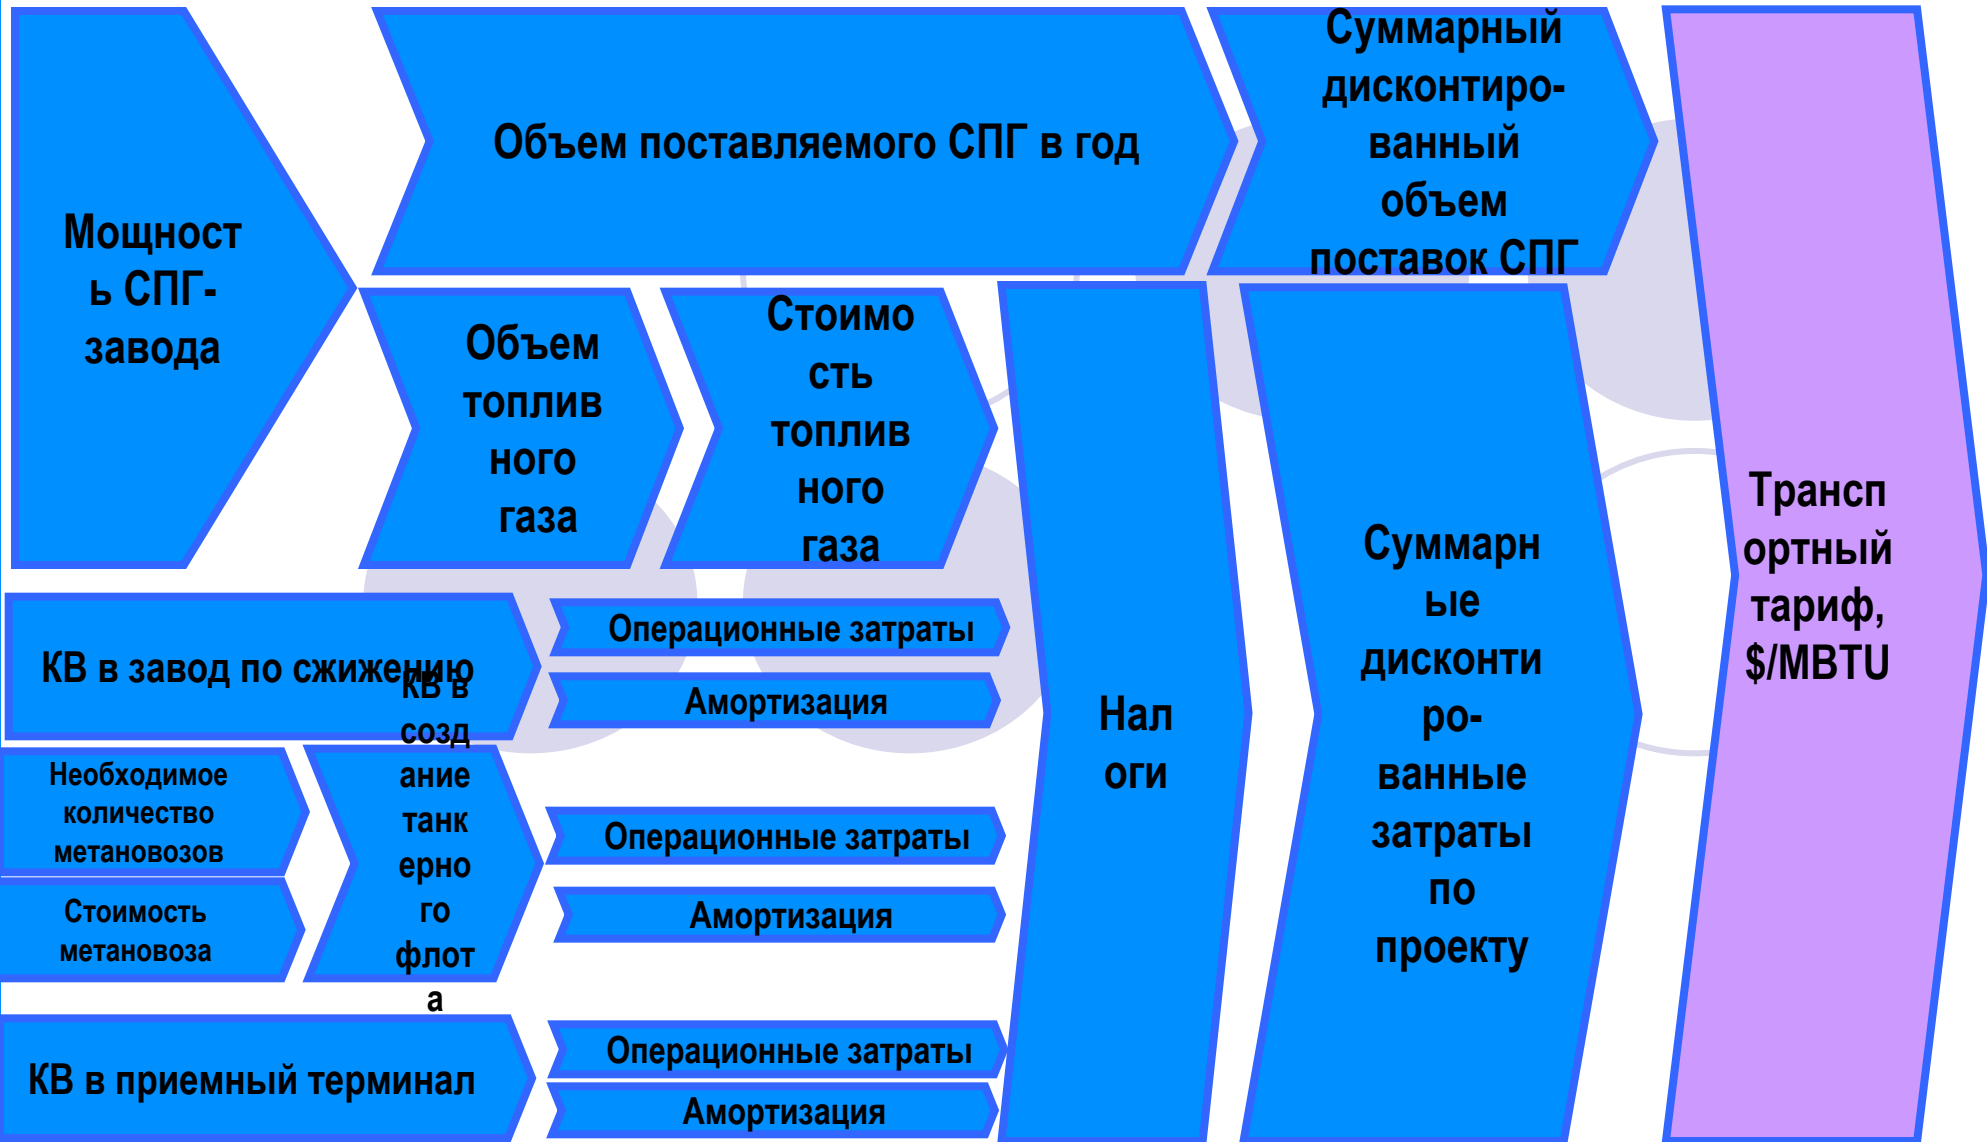 Мощност
ь СПГ-
завода
Объем поставляемого СПГ в год
Суммарный
дисконтиро-
ванный
объем
поставок СПГ
Объем
топлив
ного
газа
Стоимо
сть
топлив
ного
газа
КВ в завод по сжижению
Операционные затраты
Амортизация
Необходимое
количество
метановозов
Стоимость
метановоза
КВ в
созд
ание
танк
ерно
го
флот
а
Операционные затраты
Амортизация
КВ в приемный терминал
Операционные затраты
Амортизация
Нал
оги
Суммарн
ые
дисконти
ро-
ванные
затраты
по
проекту
Трансп
ортный
тариф,
$/MBTU